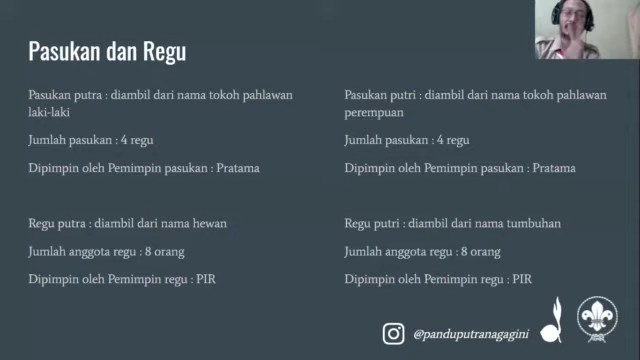 Pasukan dan Regu
Pasukan putra : diambil dari nama tokoh pahlawan
laki-laki
Jumlah pasukan : 4 regu
Dipimpin oleh Pemimpin pasukan : Pratama
Regu putra : diambil dari nama hewan
Jumlah anggota regu : 8 orang
Dipimpin oleh Pemimpin regu : PIR
Pasukan putri : diambil dari nama tokoh pahlawan
perempuan
Jumlah pasukan : 4 regu
Dipimpin oleh Pemimpin pasukan : Pratama
Regu putri : diambil dari nama tumbuhan
Jumlah anggota regu : 8 orang
Dipimpin oleh Pemimpin regu : PIR
@panduputranagagini